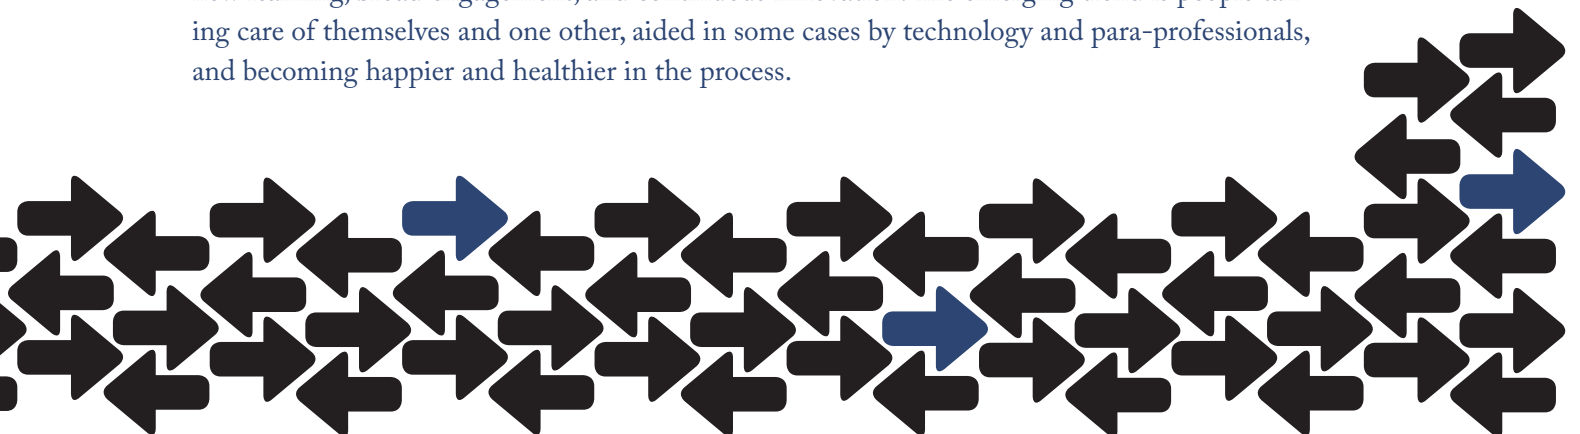 ing care of themselves and one other, aided in some cases by technology and para-professionals,
and becoming happier and healthier in the process.